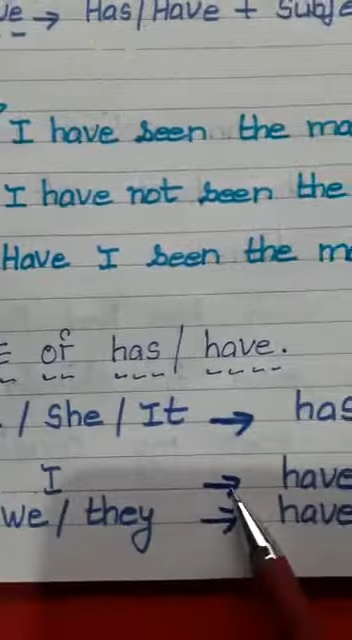 → Has/Have + Subje
I have seen the ma
I have not seen the
Have I seen the m
of has / have.
/ She / It → has
I → have
we / they → have